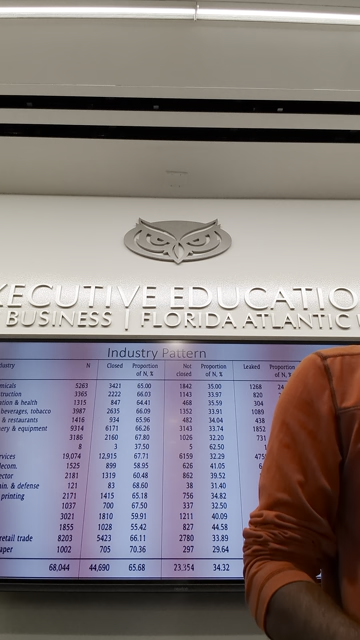 XECUTIVE EDUCATIO
BUSINESS | FLORIDA ATLANTIC
Industry Pattern
dustry N Closed Proportion of N, % Not closed Proportion of N, % Leaked Proportio of N,
micals 5263 3421 65.00 1842 35.00 1268 24
truction 3365 2222 66.03 1143 33.97 820
ation & health 1315 847 64.41 468 35.59 304
beverages, tobacco 3987 2635 66.09 1352 33.91 1089
& restaurants 1416 934 65.96 482 34.04 438
nery & equipment 9314 6171 66.26 3143 33.74 1852
3186 2160 67.80 1026 32.20 731
8 3 37.50 5 62.50
rvices 19,074 12,915 67.71 6159 32.29 475
lecom. 1525 899 58.95 626 41.05
ector 2181 1319 60.48 862 39.52
in. & defense 121 83 68.60 38 31.40
printing 2171 1415 65.18 756 34.82
1037 700 67.50 337 32.50
3021 1810 59.91 1211 40.09
1855 1028 55.42 827 44.58
retail trade 8203 5423 66.11 2780 33.89
aper 1002 705 70.36 297 29.64
68,044 44,690 65.68 23,354 34.32